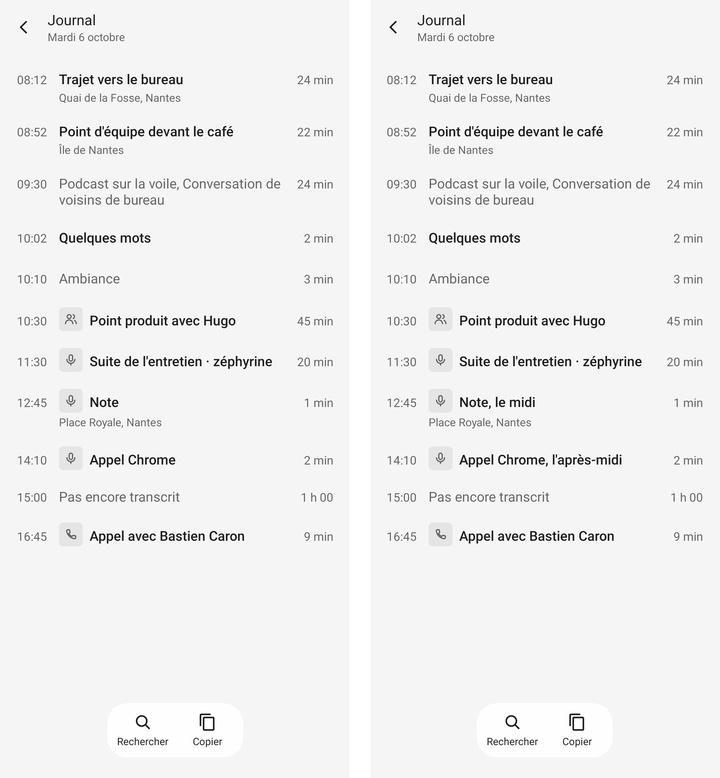 Journal
Mardi 6 octobre
08:12 Trajet vers le bureau 24 min
Quai de la Fosse, Nantes
08:52 Point d'équipe devant le café 22 min
Île de Nantes
09:30 Podcast sur la voile, Conversation de 24 min
voisins de bureau
10:02 Quelques mots 2 min
10:10 Ambiance 3 min
10:30 Point produit avec Hugo 45 min
11:30 Suite de l'entretien · zéphyrine 20 min
12:45 Note 1 min
Place Royale, Nantes
14:10 Appel Chrome 2 min
15:00 Pas encore transcrit 1 h 00
16:45 Appel avec Bastien Caron 9 min
Rechercher Copier
Journal
Mardi 6 octobre
08:12 Trajet vers le bureau 24 min
Quai de la Fosse, Nantes
08:52 Point d'équipe devant le café 22 min
Île de Nantes
09:30 Podcast sur la voile, Conversation de 24 min
voisins de bureau
10:02 Quelques mots 2 min
10:10 Ambiance 3 min
10:30 Point produit avec Hugo 45 min
11:30 Suite de l'entretien · zéphyrine 20 min
12:45 Note, le midi 1 min
Place Royale, Nantes
14:10 Appel Chrome, l'après-midi 2 min
15:00 Pas encore transcrit 1 h 00
16:45 Appel avec Bastien Caron 9 min
Rechercher Copier